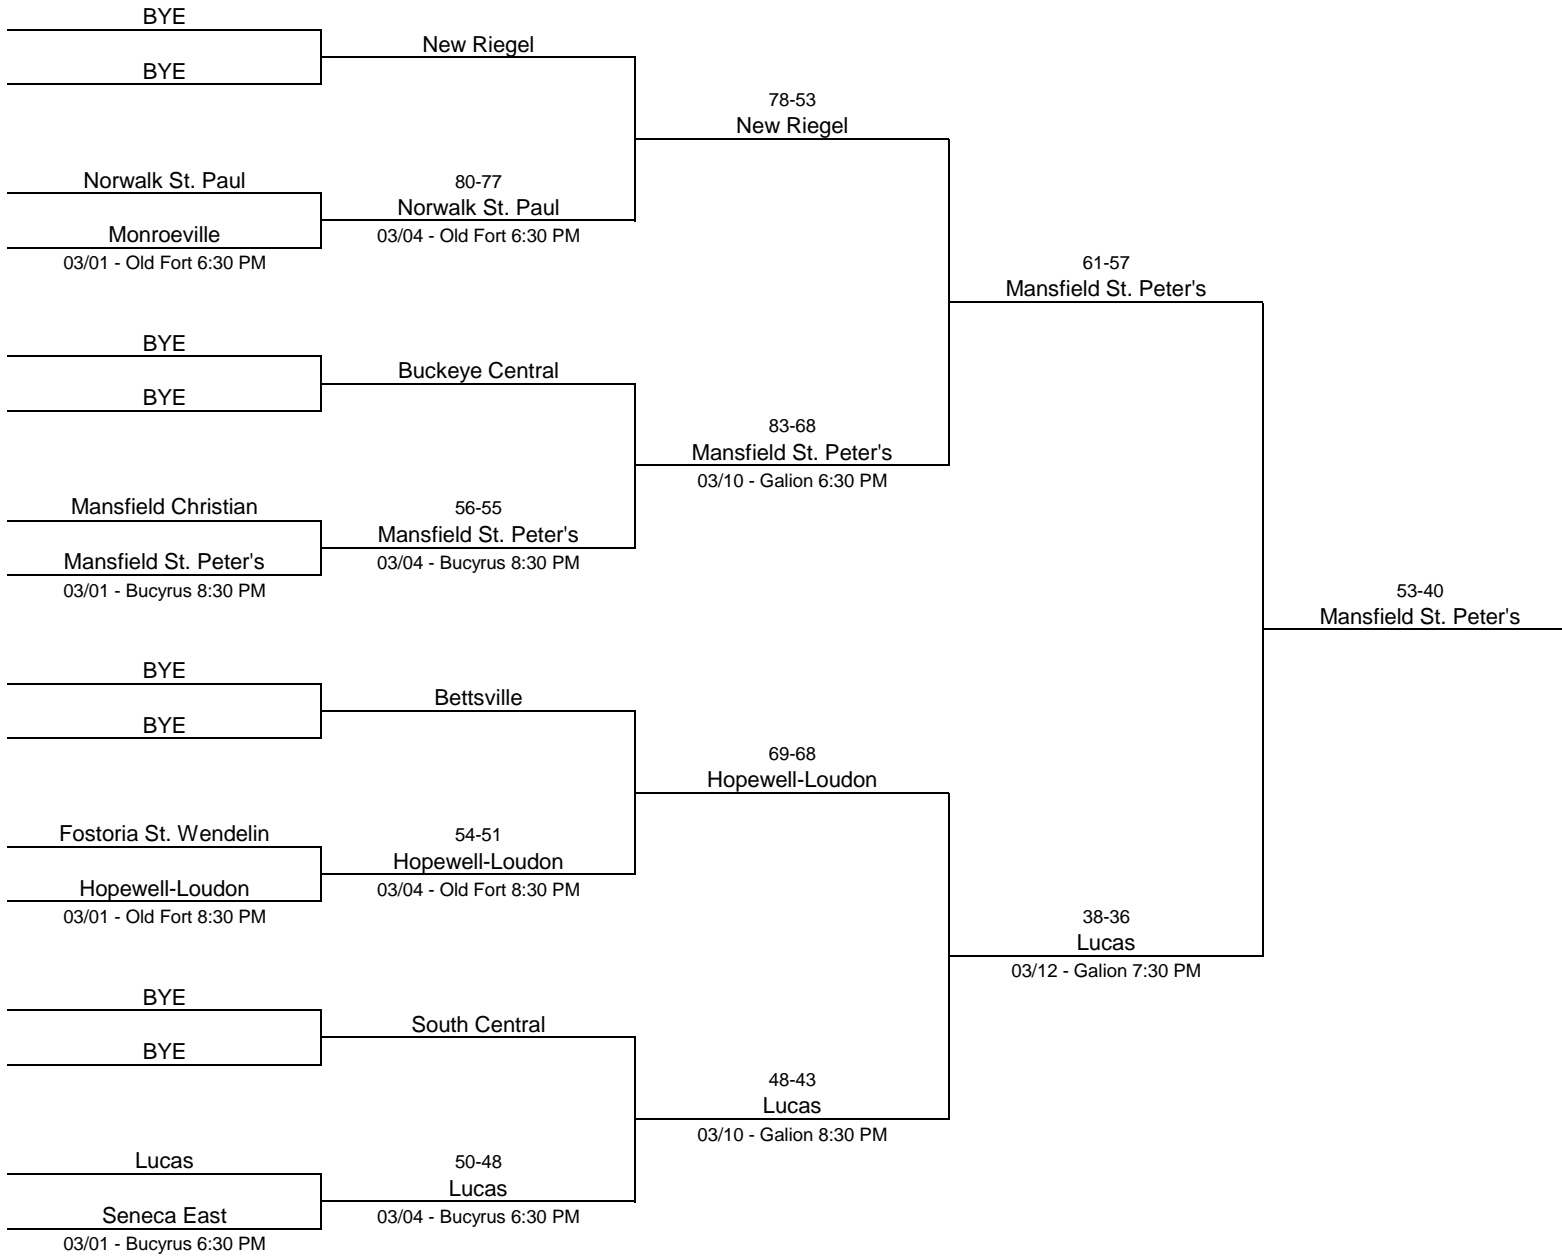 BYE
BYE
New Riegel
Norwalk St. Paul
Monroeville
03/01 - Old Fort 6:30 PM
80-77
Norwalk St. Paul
03/04 - Old Fort 6:30 PM
78-53
New Riegel
BYE
BYE
Buckeye Central
Mansfield Christian
Mansfield St. Peter's
03/01 - Bucyrus 8:30 PM
56-55
Mansfield St. Peter's
03/04 - Bucyrus 8:30 PM
83-68
Mansfield St. Peter's
03/10 - Galion 6:30 PM
61-57
Mansfield St. Peter's
BYE
BYE
Bettsville
Fostoria St. Wendelin
Hopewell-Loudon
03/01 - Old Fort 8:30 PM
54-51
Hopewell-Loudon
03/04 - Old Fort 8:30 PM
69-68
Hopewell-Loudon
BYE
BYE
South Central
Lucas
Seneca East
03/01 - Bucyrus 6:30 PM
50-48
Lucas
03/04 - Bucyrus 6:30 PM
48-43
Lucas
03/10 - Galion 8:30 PM
38-36
Lucas
03/12 - Galion 7:30 PM
53-40
Mansfield St. Peter's